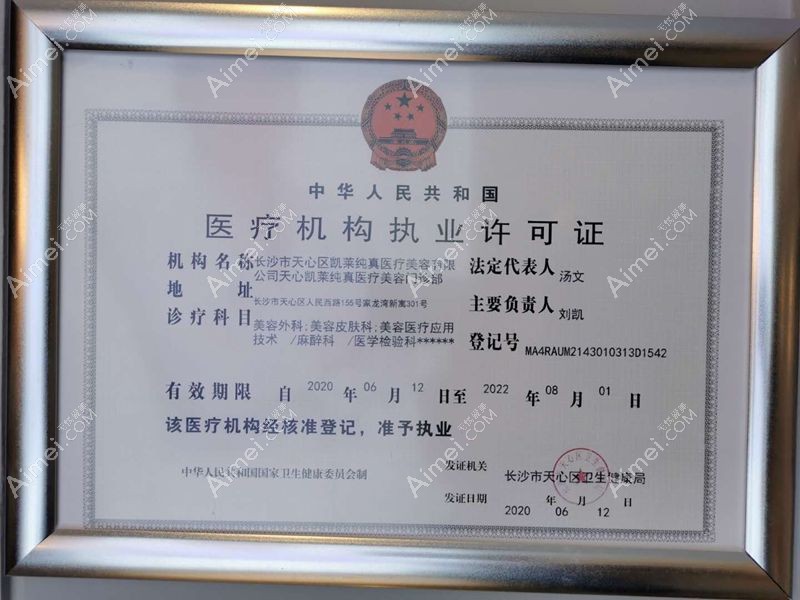 中华人民共和国
医疗机构执业许可证
机构名称 长沙市天心区凯莱纯真医疗美容有限
公司天心凯莱纯真医疗美容门诊部
地址 长沙市天心区人民西路155号家龙湾新寓301号
诊疗科目 美容外科;美容皮肤科;美容医疗应用
技术 /麻醉科 /医学检验科******
法定代表人 汤文
主要负责人 刘凯
登记号 MA4RAUM2143010313D1542
有效期限 自 2020 年 06 月 12 日至 2022 年 08 月 01 日
该医疗机构经核准登记，准予执业
中华人民共和国国家卫生健康委员会制
发证机关 长沙市天心区卫生健康局
发证日期 2020 年 06 月 12 日
Aimei.COM